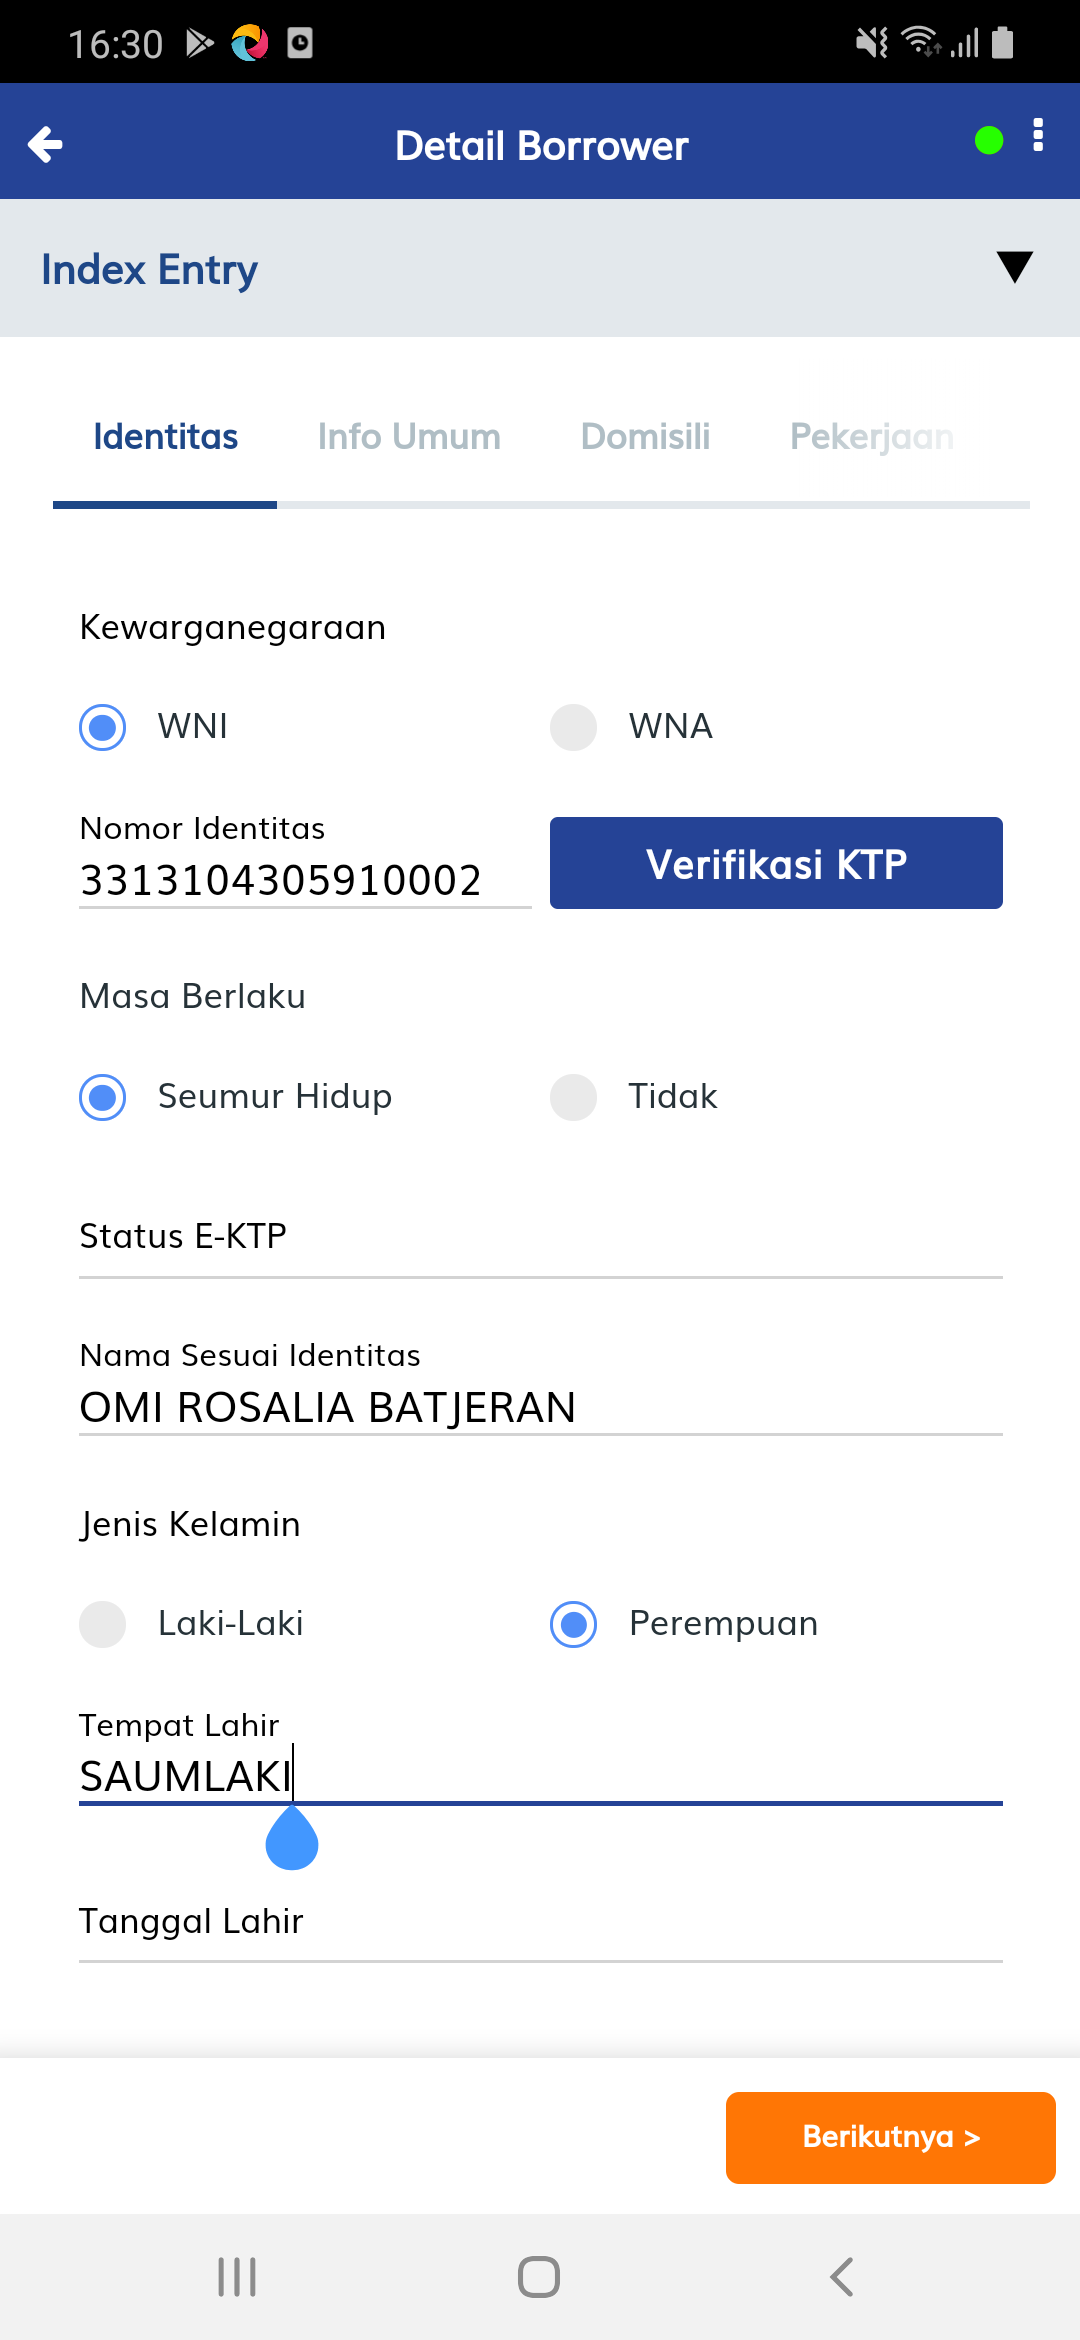 16:30
Detail Borrower
Index Entry
Identitas Info Umum Domisili Pekerjaan
Kewarganegaraan
WNI WNA
Nomor Identitas
3313104305910002
Verifikasi KTP
Masa Berlaku
Seumur Hidup Tidak
Status E-KTP
Nama Sesuai Identitas
OMI ROSALIA BATJERAN
Jenis Kelamin
Laki-Laki Perempuan
Tempat Lahir
SAUMLAKI
Tanggal Lahir
Berikutnya >